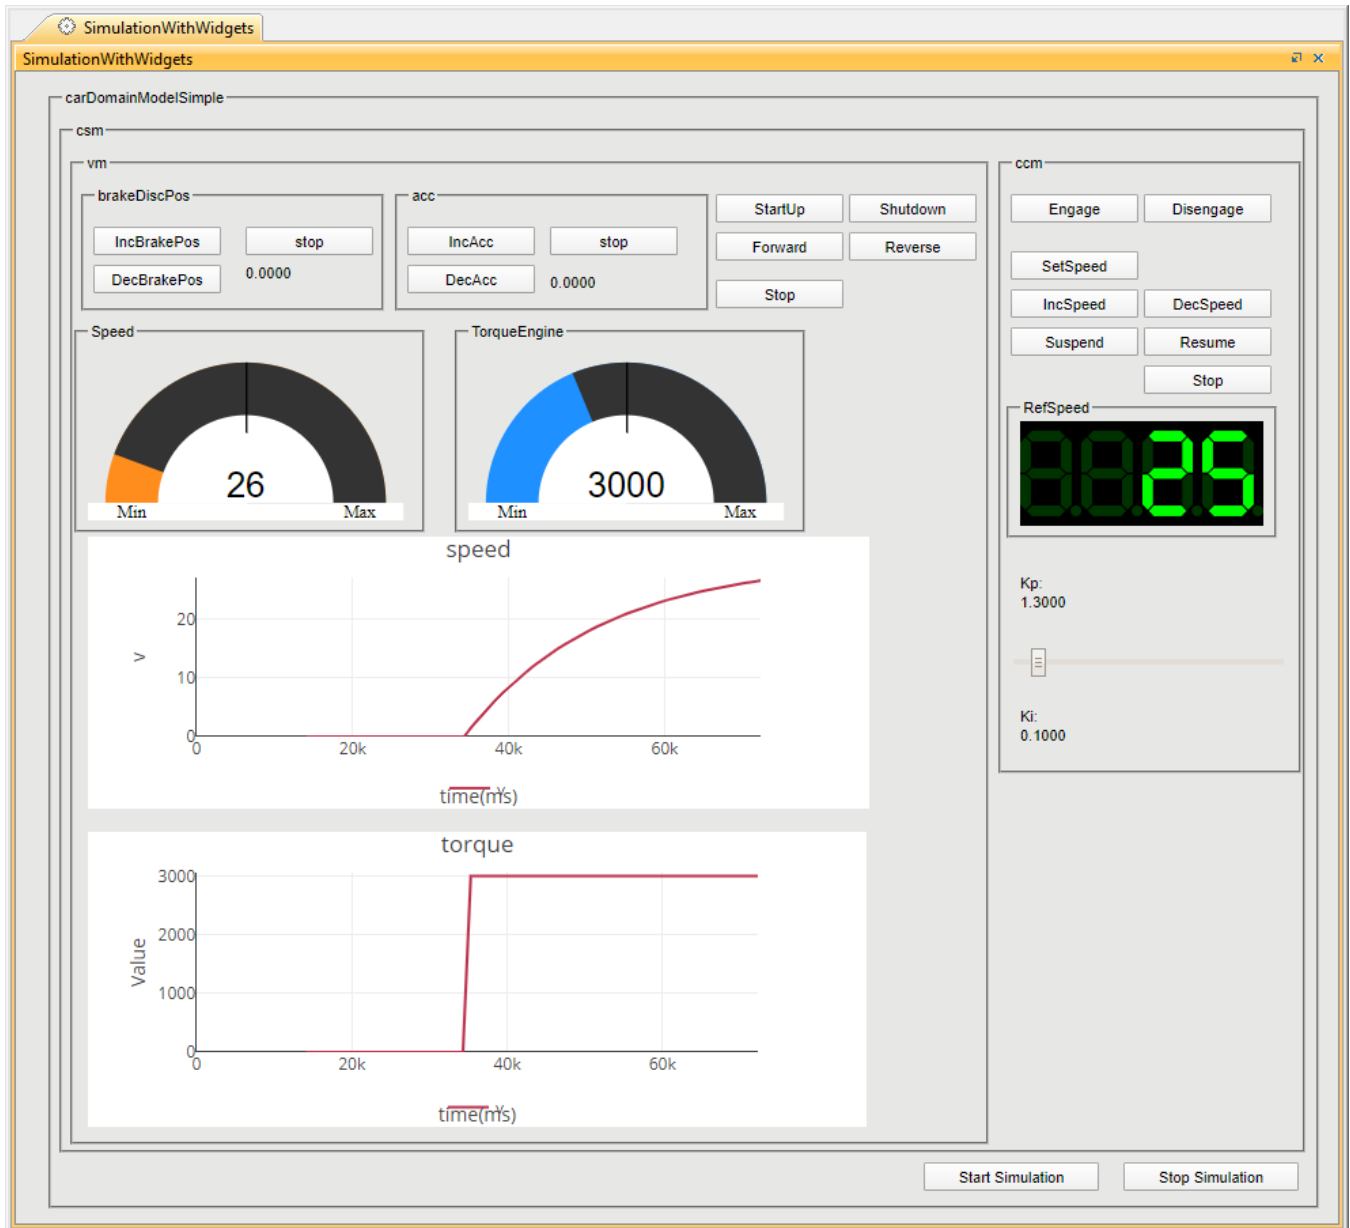 SimulationWithWidgets
SimulationWithWidgets
carDomainModelSimple
csm
vm
brakeDiscPos
IncBrakePos stop
DecBrakePos 0.0000
acc
IncAcc stop
DecAcc 0.0000
StartUp Shutdown
Forward Reverse
Stop
Speed
26
Min Max
TorqueEngine
3000
Min Max
speed
v
20
10
0
0 20k 40k 60k
v
time(ms)
torque
Value
3000
2000
1000
0
0 20k 40k 60k
v
time(ms)
ccm
Engage Disengage
SetSpeed
IncSpeed DecSpeed
Suspend Resume
Stop
RefSpeed
25
Kp:
1.3000
Ki:
0.1000
Start Simulation Stop Simulation